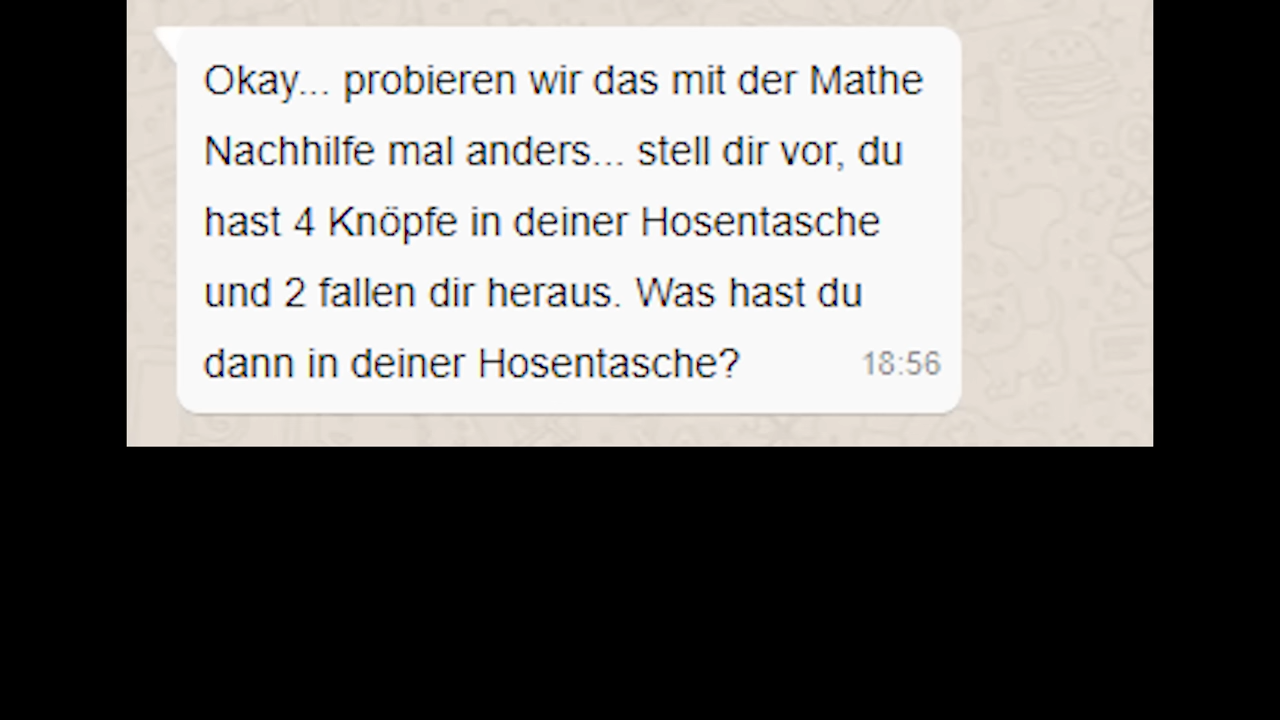 Okay... probieren wir das mit der Mathe
Nachhilfe mal anders... stell dir vor, du
hast 4 Knöpfe in deiner Hosentasche
und 2 fallen dir heraus. Was hast du
dann in deiner Hosentasche?
18:56